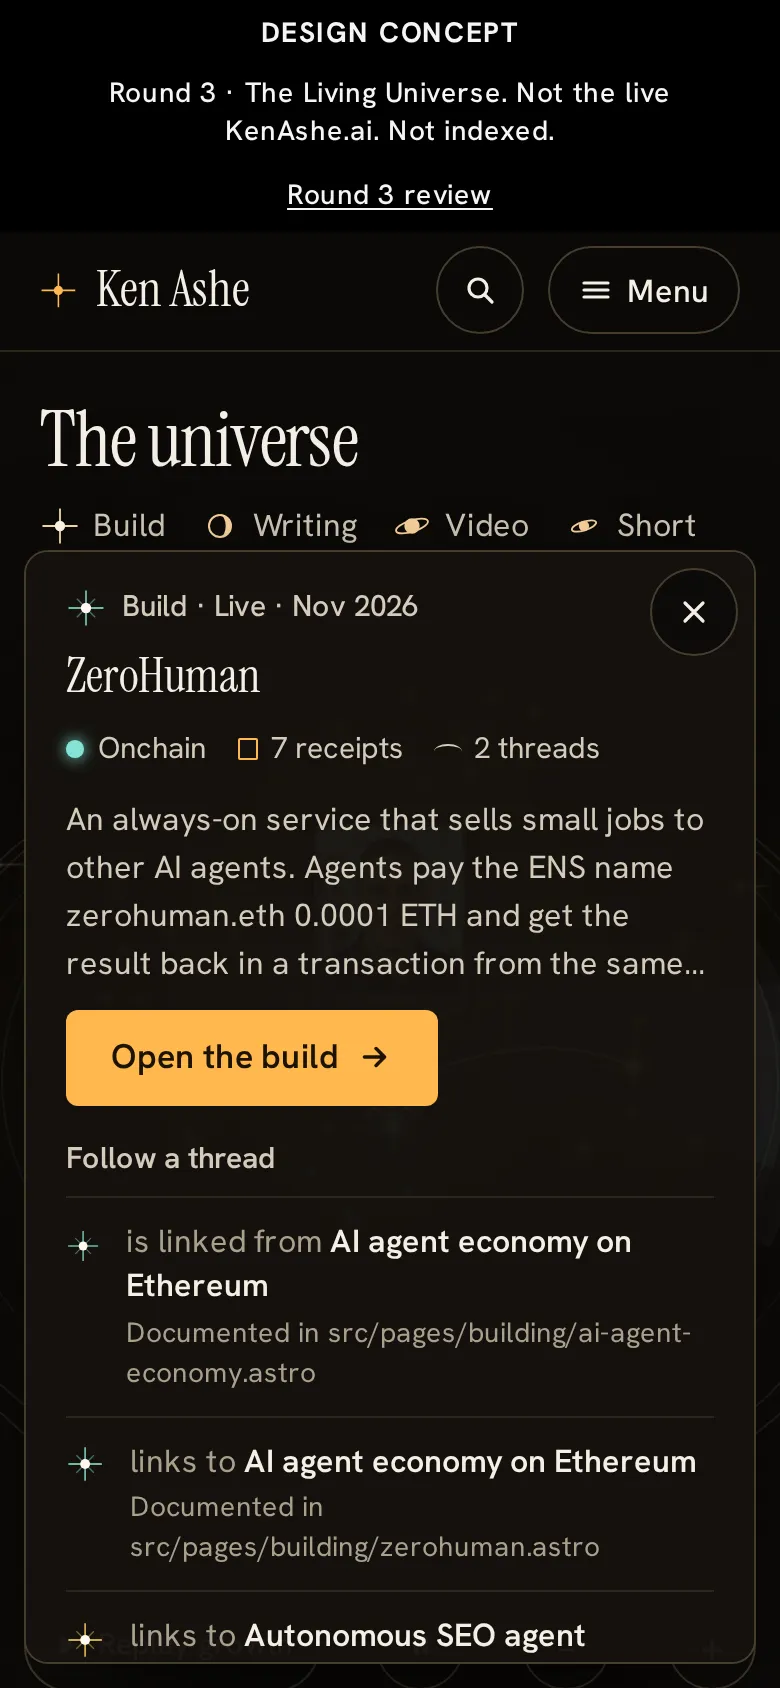 DESIGN CONCEPT
Round 3 · The Living Universe. Not the live
KenAshe.ai. Not indexed.
Round 3 review
Ken Ashe
Menu
The universe
Build Writing Video Short
Build · Live · Nov 2026
ZeroHuman
Onchain 7 receipts 2 threads
An always-on service that sells small jobs to
other AI agents. Agents pay the ENS name
zerohuman.eth 0.0001 ETH and get the
result back in a transaction from the same...
Open the build →
Follow a thread
is linked from AI agent economy on
Ethereum
Documented in src/pages/building/ai-agent-
economy.astro
links to AI agent economy on Ethereum
Documented in
src/pages/building/zerohuman.astro
links to Autonomous SEO agent